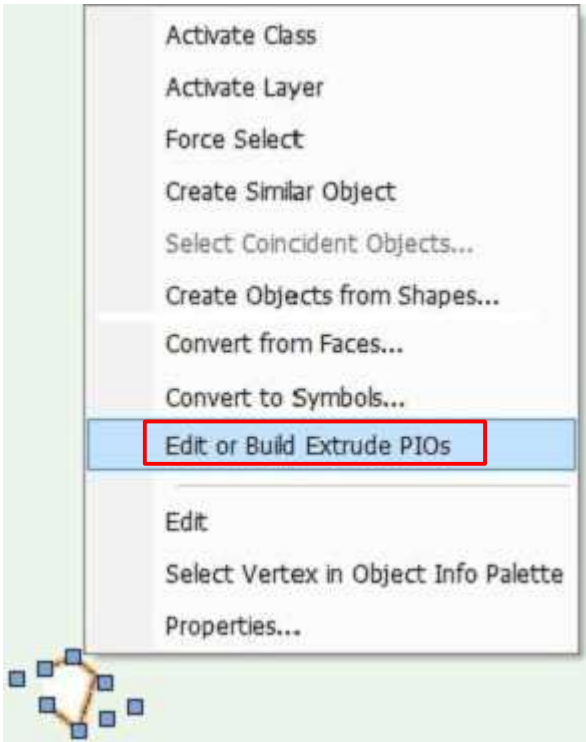 Activate Class
Activate Layer
Force Select
Create Similar Object
Select Coincident Objects...
Create Objects from Shapes...
Convert from Faces...
Convert to Symbols...
Edit or Build Extrude PIOs
Edit
Select Vertex in Object Info Palette
Properties...